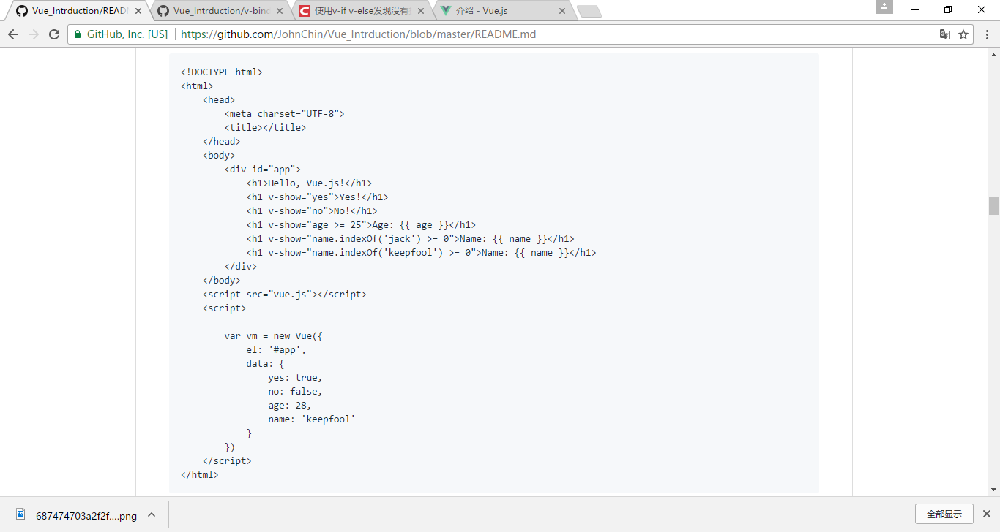 Vue_Intrduction/READ
Vue_Intrduction/v-bind
使用v-if v-else发现没有
介绍 - Vue.js
GitHub, Inc. [US] https://github.com/JohnChin/Vue_Intrduction/blob/master/README.md
<!DOCTYPE html>
<html>
<head>
<meta charset="UTF-8">
<title></title>
</head>
<body>
<div id="app">
<h1>Hello, Vue.js!</h1>
<h1 v-show="yes">Yes!</h1>
<h1 v-show="no">No!</h1>
<h1 v-show="age >= 25">Age: {{ age }}</h1>
<h1 v-show="name.indexOf('jack') >= 0">Name: {{ name }}</h1>
<h1 v-show="name.indexOf('keepfool') >= 0">Name: {{ name }}</h1>
</div>
</body>
<script src="vue.js"></script>
<script>
var vm = new Vue({
el: '#app',
data: {
yes: true,
no: false,
age: 28,
name: 'keepfool'
}
})
</script>
</html>
687474703a2f2f....png
全部显示